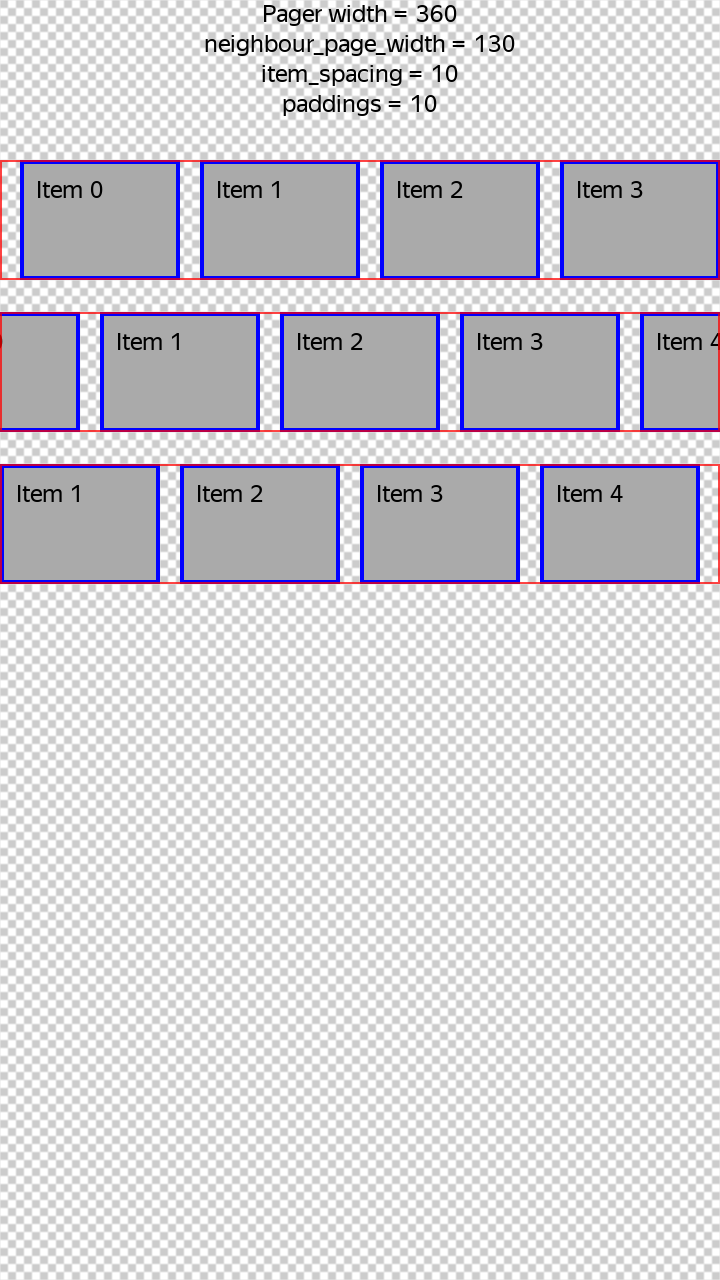 Pager width = 360
neighbour_page_width = 130
item_spacing = 10
paddings = 10
Item 0 Item 1 Item 2 Item 3
Item 1 Item 2 Item 3 Item 4
Item 1 Item 2 Item 3 Item 4